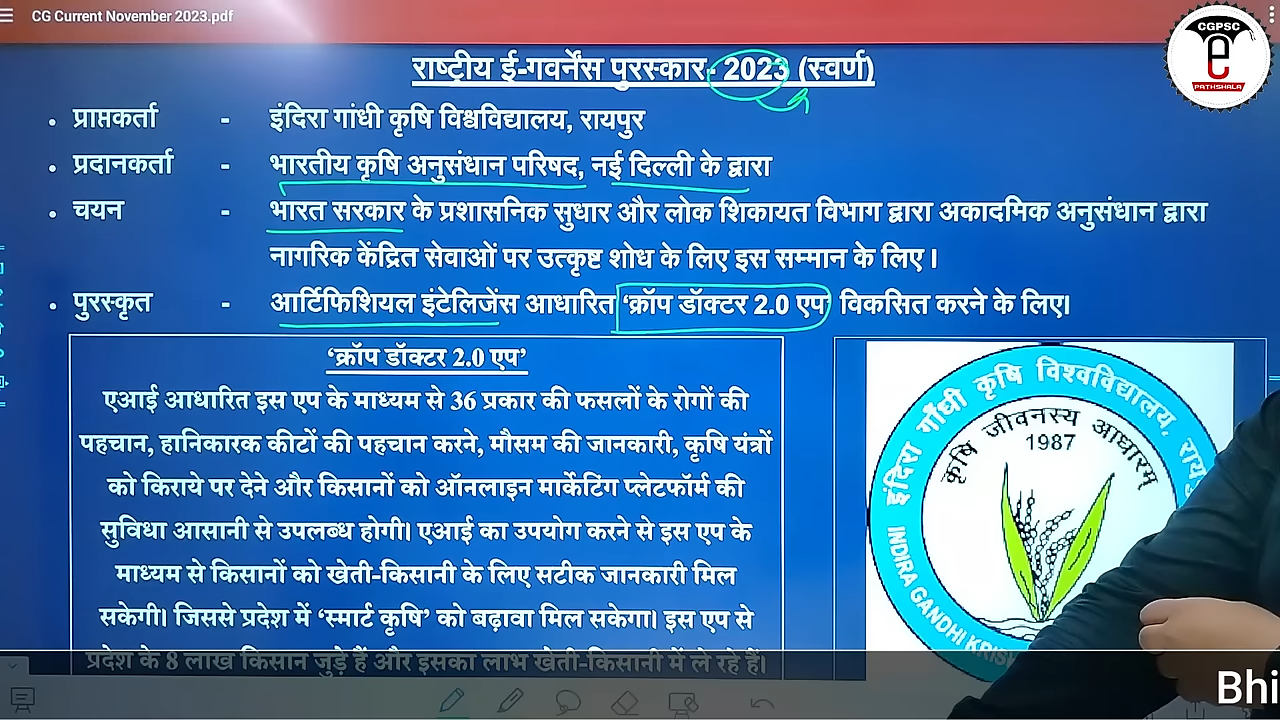 CG Current November 2023.pdf
CGPSC
e
PATHSHALA
राष्ट्रीय ई-गवर्नेंस पुरस्कार- 2023 (स्वर्ण)
• प्राप्तकर्ता - इंदिरा गांधी कृषि विश्वविद्यालय, रायपुर
• प्रदानकर्ता - भारतीय कृषि अनुसंधान परिषद, नई दिल्ली के द्वारा
• चयन - भारत सरकार के प्रशासनिक सुधार और लोक शिकायत विभाग द्वारा अकादमिक अनुसंधान द्वारा
नागरिक केंद्रित सेवाओं पर उत्कृष्ट शोध के लिए इस सम्मान के लिए ।
• पुरस्कृत - आर्टिफिशियल इंटेलिजेंस आधारित ‘क्रॉप डॉक्टर 2.0 एप’ विकसित करने के लिए।
‘क्रॉप डॉक्टर 2.0 एप’
एआई आधारित इस एप के माध्यम से 36 प्रकार की फसलों के रोगों की
पहचान, हानिकारक कीटों की पहचान करने, मौसम की जानकारी, कृषि यंत्रों
को किराये पर देने और किसानों को ऑनलाइन मार्केटिंग प्लेटफॉर्म की
सुविधा आसानी से उपलब्ध होगी। एआई का उपयोग करने से इस एप के
माध्यम से किसानों को खेती-किसानी के लिए सटीक जानकारी मिल
सकेगी। जिससे प्रदेश में ‘स्मार्ट कृषि’ को बढ़ावा मिल सकेगा। इस एप से
प्रदेश के 8 लाख किसान जुड़े हैं और इसका लाभ खेती-किसानी में ले रहे हैं।
इंदिरा गाँधी कृषि विश्वविद्यालय,
कृषि जीवनस्य आधारम्
1987
INDIRA GANDHI
Bhi